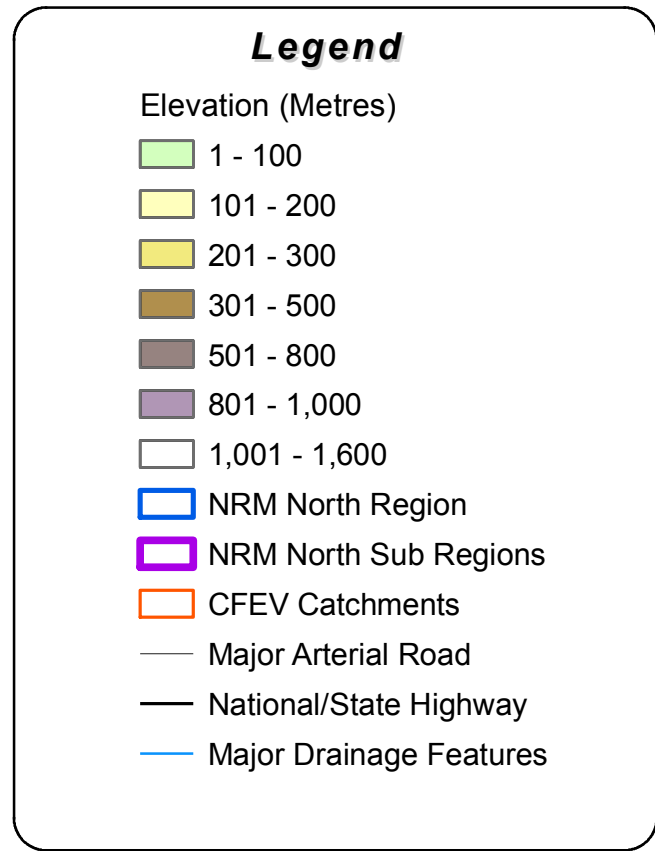 Legend
Elevation (Metres)
1 - 100
101 - 200
201 - 300
301 - 500
501 - 800
801 - 1,000
1,001 - 1,600
NRM North Region
NRM North Sub Regions
CFEV Catchments
Major Arterial Road
National/State Highway
Major Drainage Features